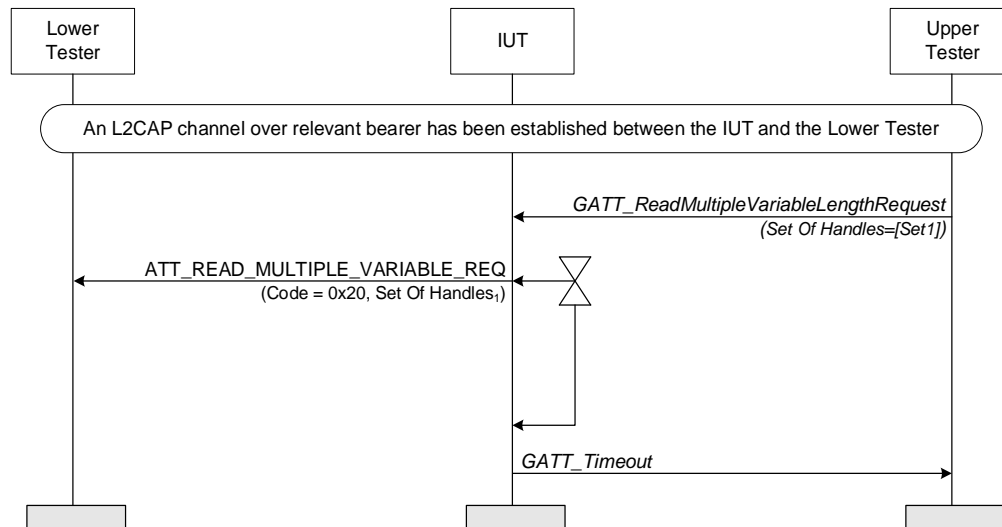 Lower
Tester
IUT
Upper
Tester
An L2CAP channel over relevant bearer has been established between the IUT and the Lower Tester
GATT_ReadMultipleVariableLengthRequest
(Set Of Handles=[Set1])
ATT_READ_MULTIPLE_VARIABLE_REQ
(Code = 0x20, Set Of Handles₁)
GATT_Timeout